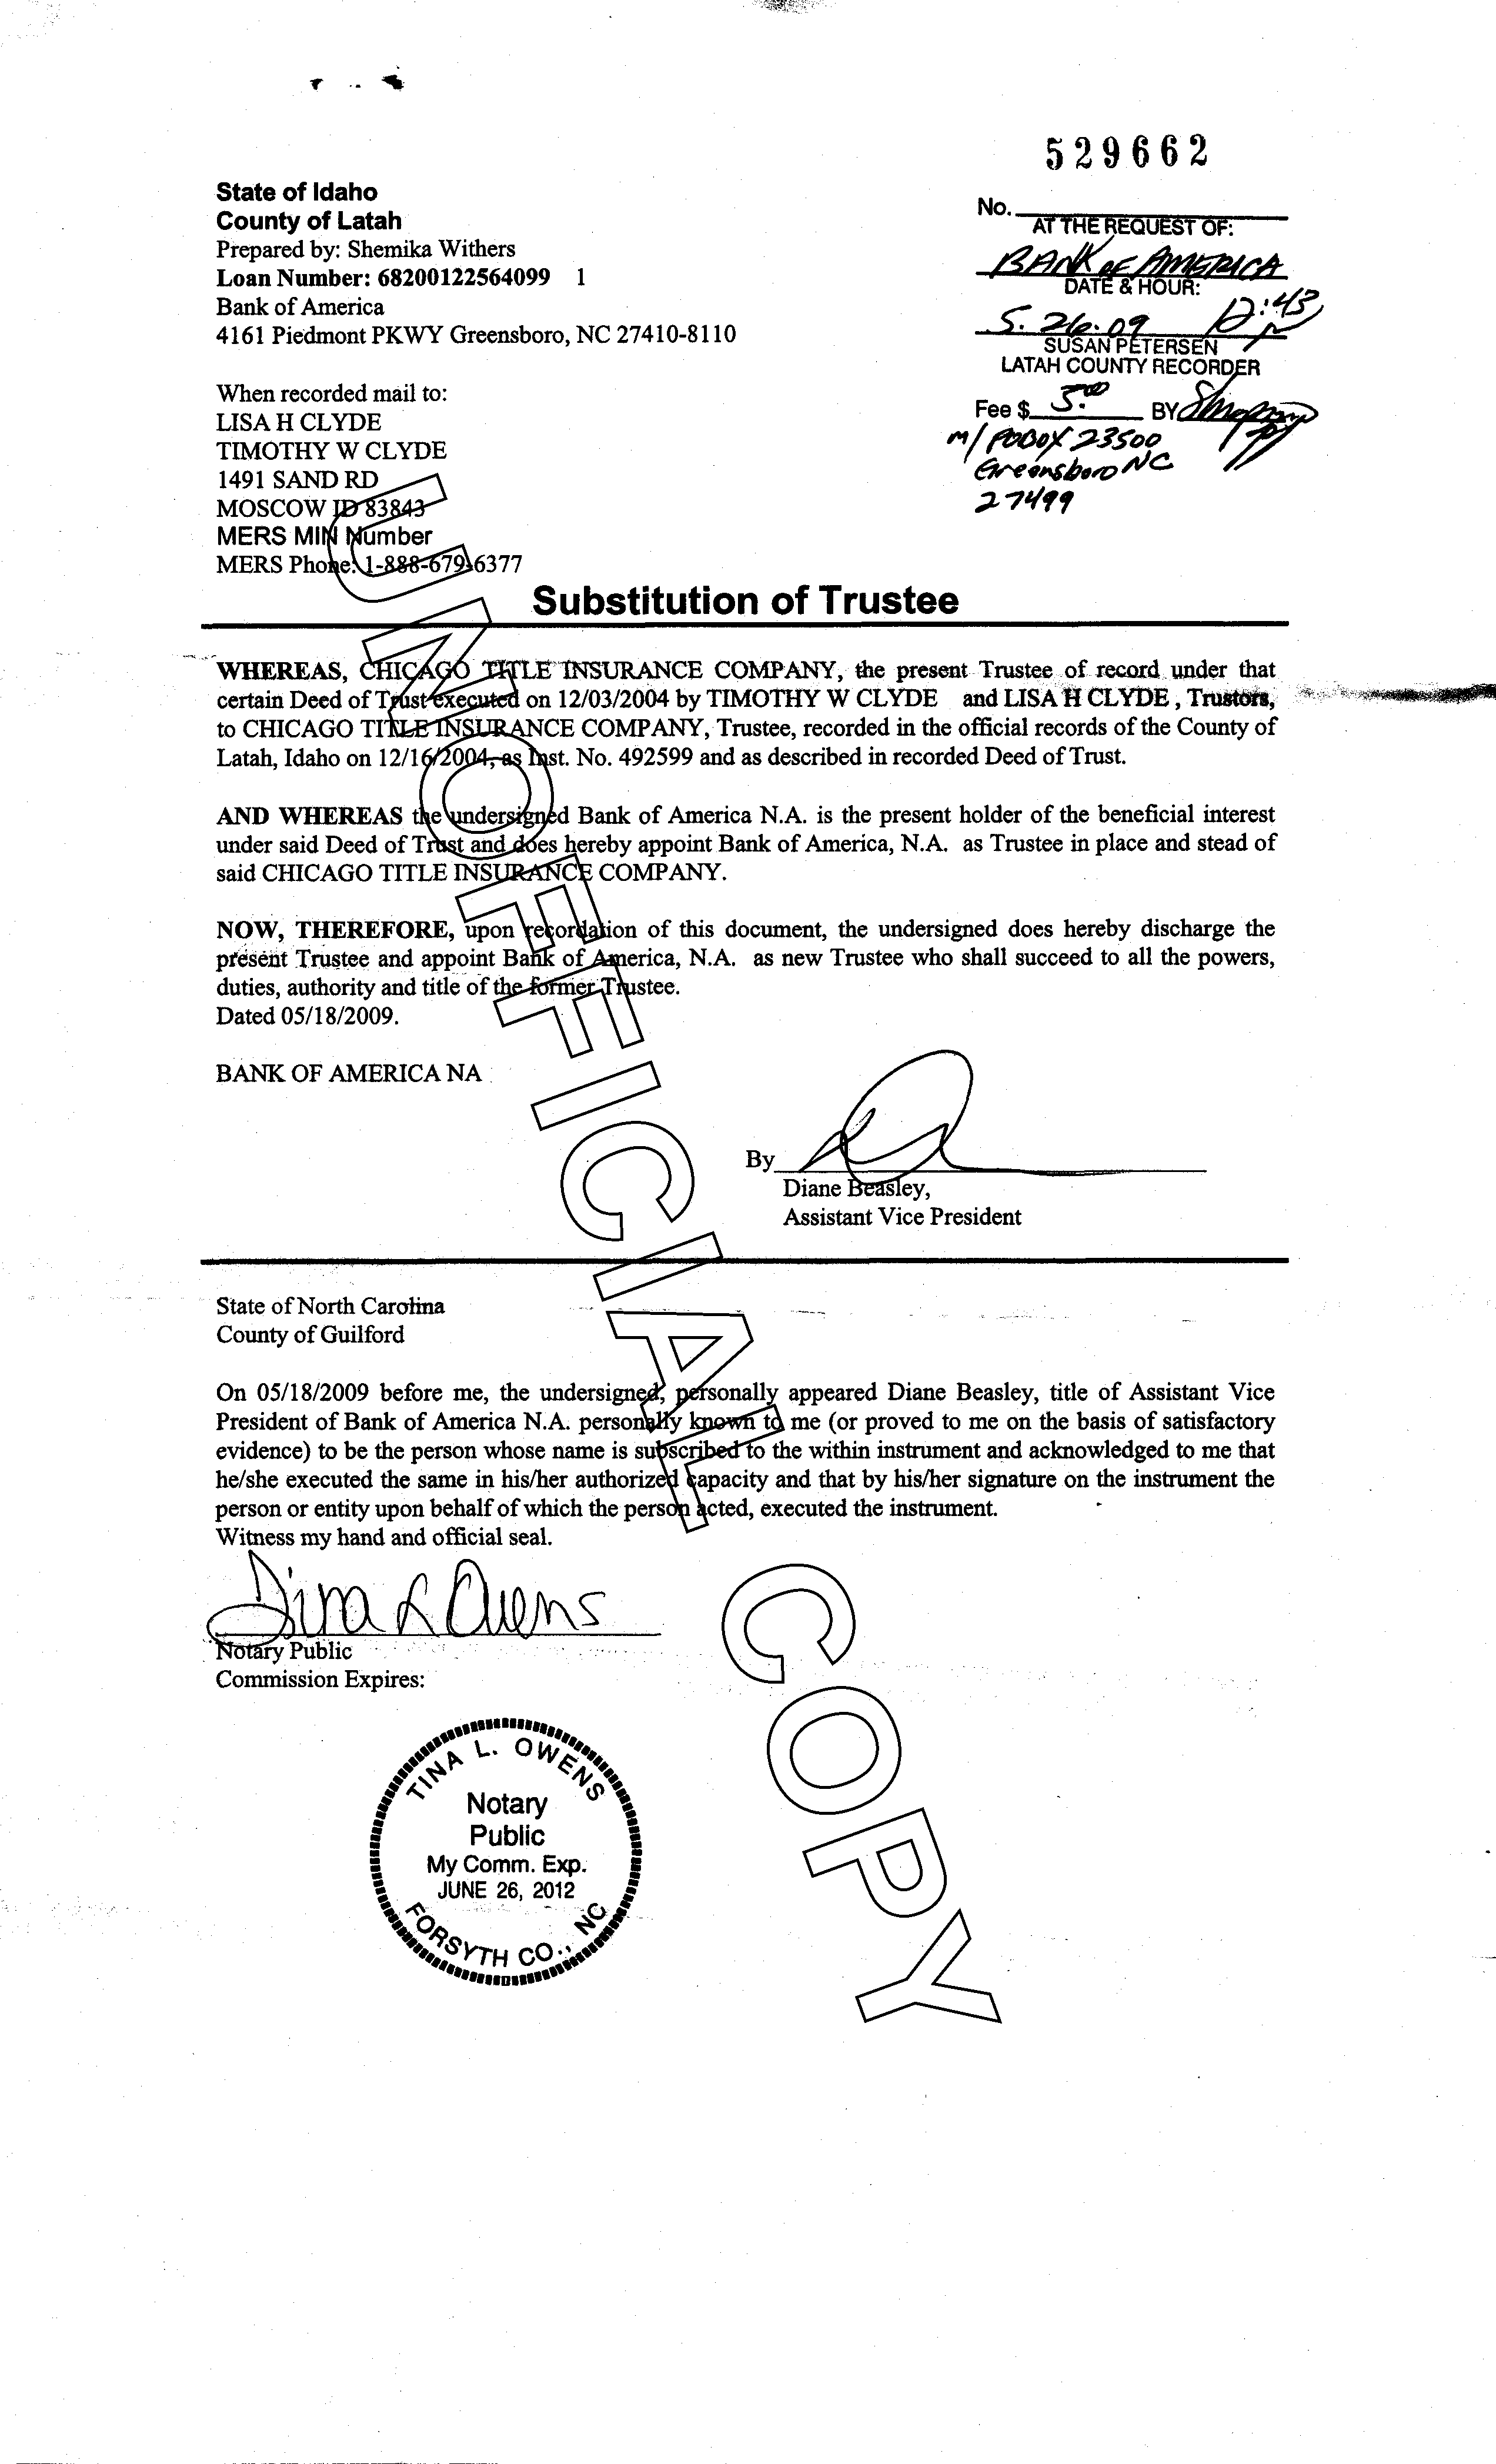 529662
State of Idaho
County of Latah
Prepared by: Shemika Withers
Loan Number: 68200122564099 1
Bank of America
4161 Piedmont PKWY Greensboro, NC 27410-8110
No.
AT THE REQUEST OF:
BANK OF AMERICA
DATE & HOUR:
5.26.09 12:43
SUSAN PETERSEN
LATAH COUNTY RECORDER
Fee $ 3.00 BY
m/ POBOX 23500
Greensboro NC
27499
When recorded mail to:
LISA H CLYDE
TIMOTHY W CLYDE
1491 SAND RD
MOSCOW ID 83843
MERS MIN Number
MERS Phone: 1-888-679-6377
Substitution of Trustee
WHEREAS, CHICAGO TITLE INSURANCE COMPANY, the present Trustee of record under that
certain Deed of Trust executed on 12/03/2004 by TIMOTHY W CLYDE and LISA H CLYDE , Trustors,
to CHICAGO TITLE INSURANCE COMPANY, Trustee, recorded in the official records of the County of
Latah, Idaho on 12/16/2004, as Inst. No. 492599 and as described in recorded Deed of Trust.
AND WHEREAS the undersigned Bank of America N.A. is the present holder of the beneficial interest
under said Deed of Trust and does hereby appoint Bank of America, N.A. as Trustee in place and stead of
said CHICAGO TITLE INSURANCE COMPANY.
NOW, THEREFORE, upon recordation of this document, the undersigned does hereby discharge the
present Trustee and appoint Bank of America, N.A. as new Trustee who shall succeed to all the powers,
duties, authority and title of the former Trustee.
Dated 05/18/2009.
BANK OF AMERICA NA
By
Diane Beasley,
Assistant Vice President
State of North Carolina
County of Guilford
On 05/18/2009 before me, the undersigned, personally appeared Diane Beasley, title of Assistant Vice
President of Bank of America N.A. personally known to me (or proved to me on the basis of satisfactory
evidence) to be the person whose name is subscribed to the within instrument and acknowledged to me that
he/she executed the same in his/her authorized capacity and that by his/her signature on the instrument the
person or entity upon behalf of which the person acted, executed the instrument.
Witness my hand and official seal.
Tina L Owens
Notary Public
Commission Expires:
TINA L. OWENS
Notary
Public
My Comm. Exp.
JUNE 26, 2012
FORSYTH CO., NC
UNOFFICIAL COPY